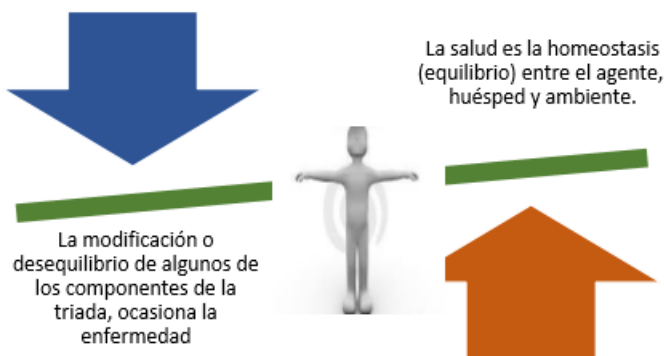 La salud es la homeostasis
(equilibrio) entre el agente,
huésped y ambiente.
La modificación o
desequilibrio de algunos de
los componentes de la
triada, ocasiona la
enfermedad